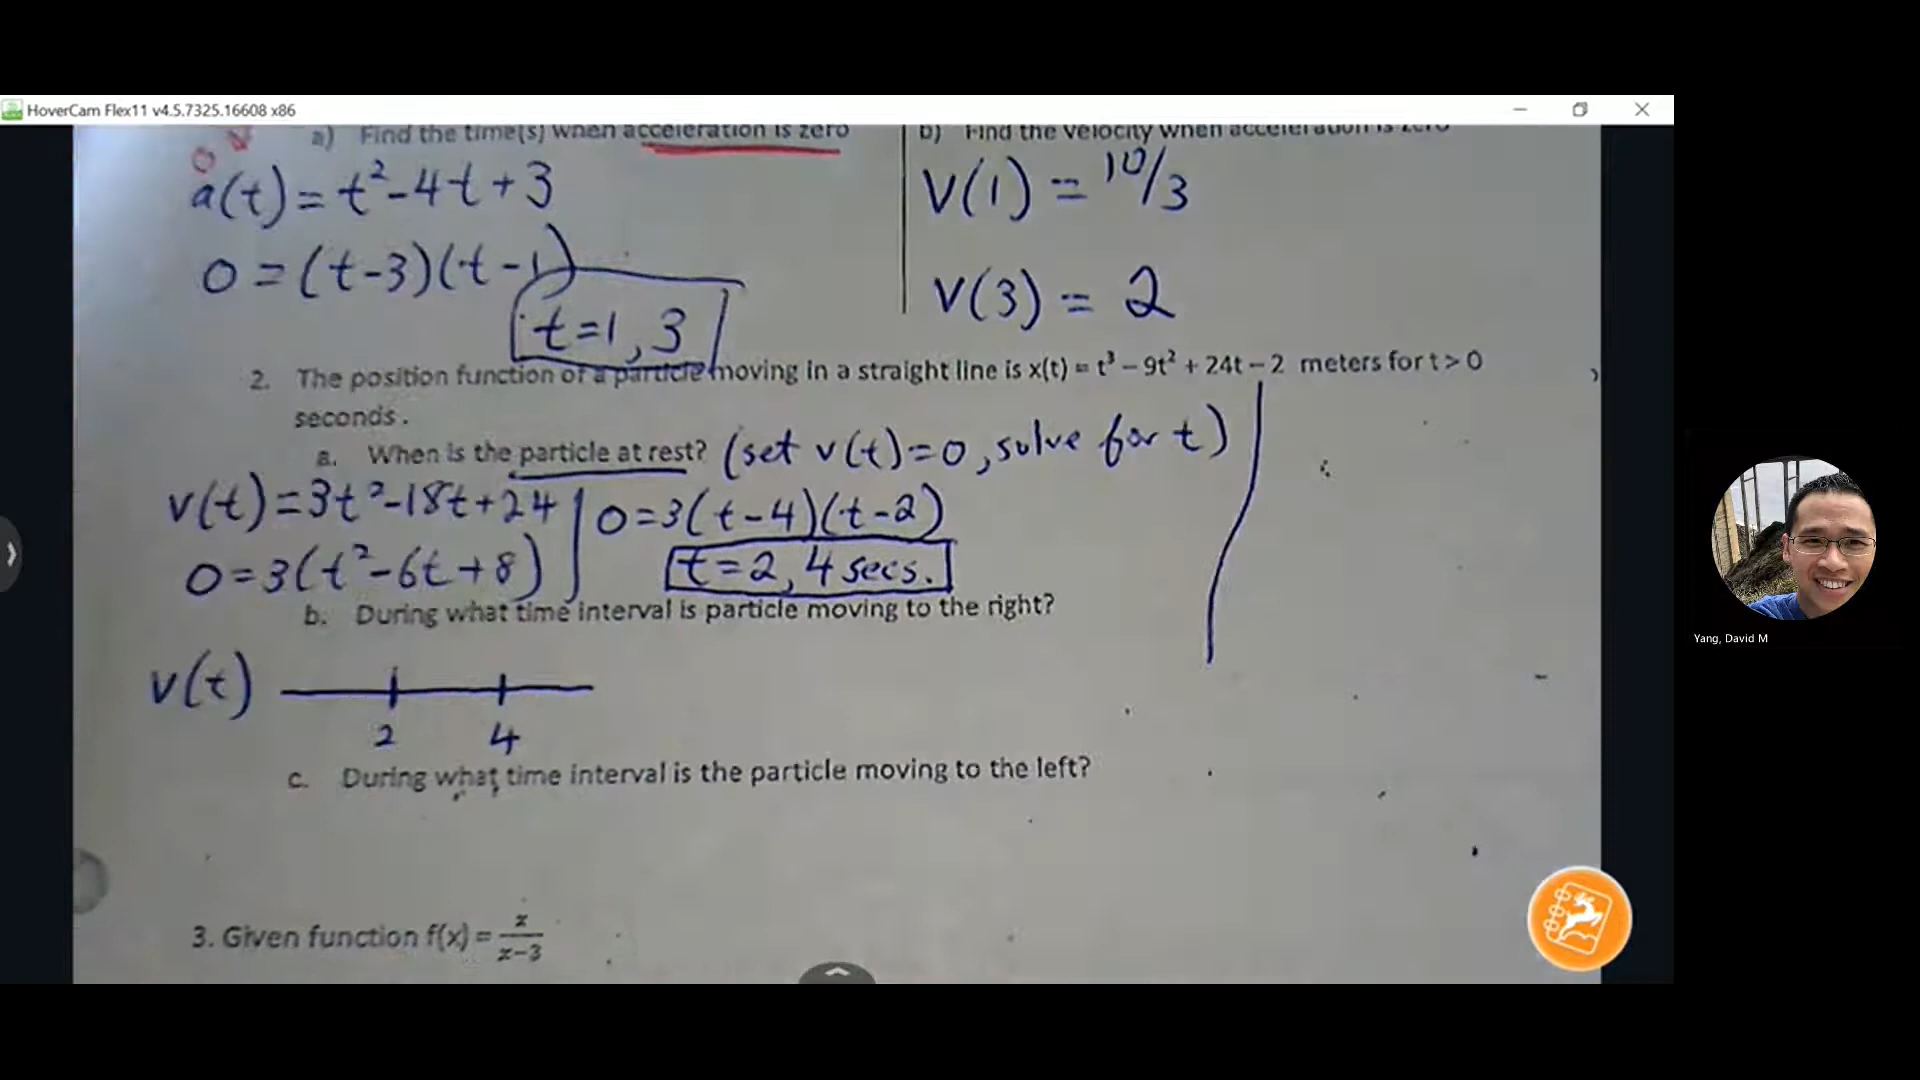 HoverCam Flex11 v4.5.7325.16608 x86
a) Find the time(s) when acceleration is zero
a(t) = t² - 4t + 3
0 = (t-3)(t-1)
t = 1, 3
b) Find the velocity when acceleration is zero
V(1) = 10/3
V(3) = 2
2. The position function of a particle moving in a straight line is x(t) = t³ – 9t² + 24t – 2 meters for t > 0
seconds.
a. When is the particle at rest? (set v(t)=0, solve for t)
v(t) = 3t² - 18t + 24
0 = 3(t² - 6t + 8)
0 = 3(t-4)(t-2)
t = 2, 4 secs.
b. During what time interval is particle moving to the right?
v(t)
2 4
c. During what time interval is the particle moving to the left?
3. Given function f(x) = x/x−3
Yang, David M